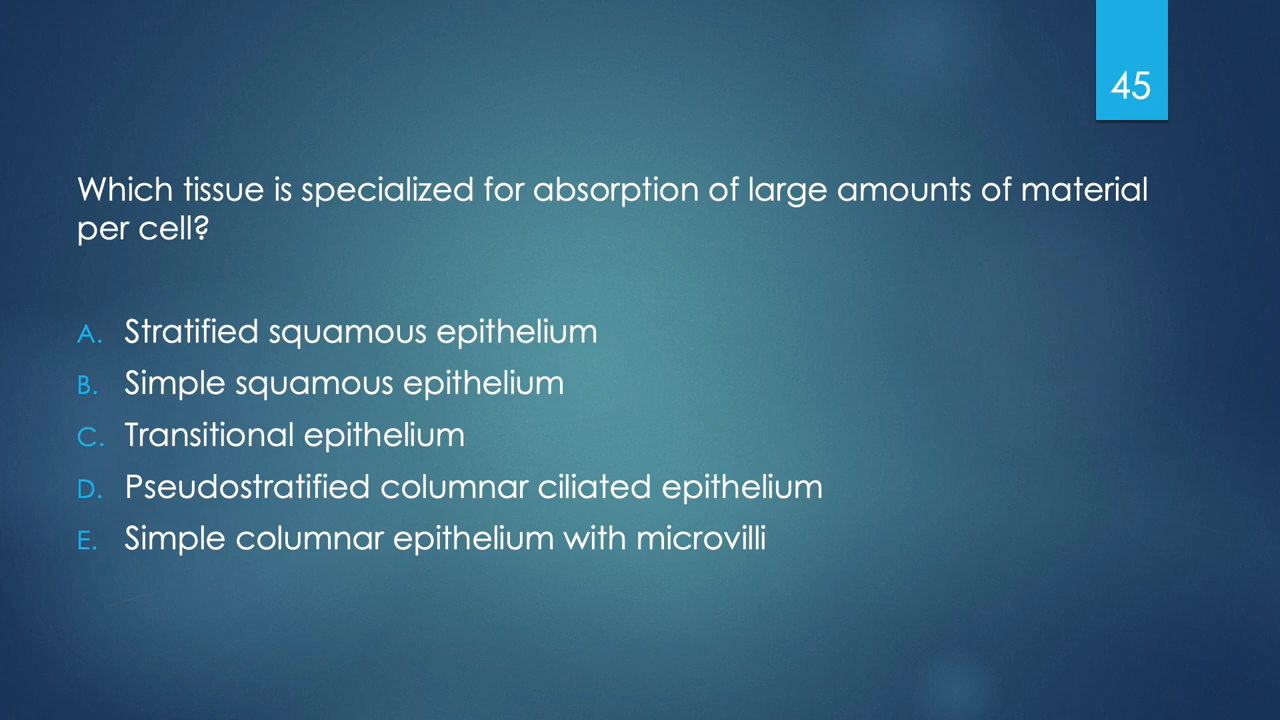 45
Which tissue is specialized for absorption of large amounts of material
per cell?
A. Stratified squamous epithelium
B. Simple squamous epithelium
C. Transitional epithelium
D. Pseudostratified columnar ciliated epithelium
E. Simple columnar epithelium with microvilli